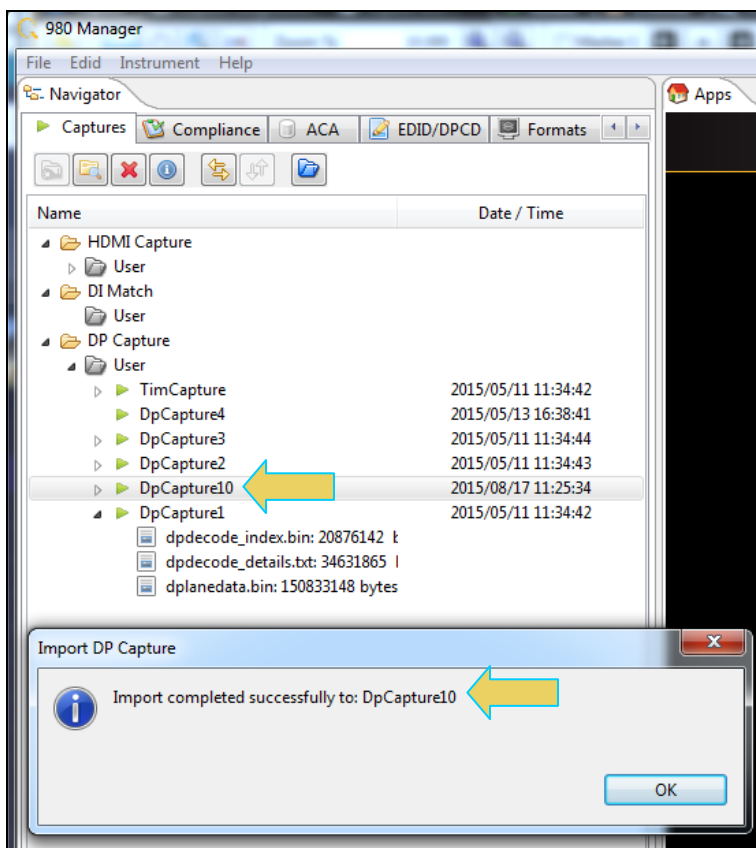 980 Manager
File Edid Instrument Help
Navigator
Apps
Captures Compliance ACA EDID/DPCD Formats
Name Date / Time
HDMI Capture
User
DI Match
User
DP Capture
User
TimCapture 2015/05/11 11:34:42
DpCapture4 2015/05/13 16:38:41
DpCapture3 2015/05/11 11:34:44
DpCapture2 2015/05/11 11:34:43
DpCapture10 2015/08/17 11:25:34
DpCapture1 2015/05/11 11:34:42
dpdecode_index.bin: 20876142 b
dpdecode_details.txt: 34631865
dplanedata.bin: 150833148 bytes
Import DP Capture
Import completed successfully to: DpCapture10
OK